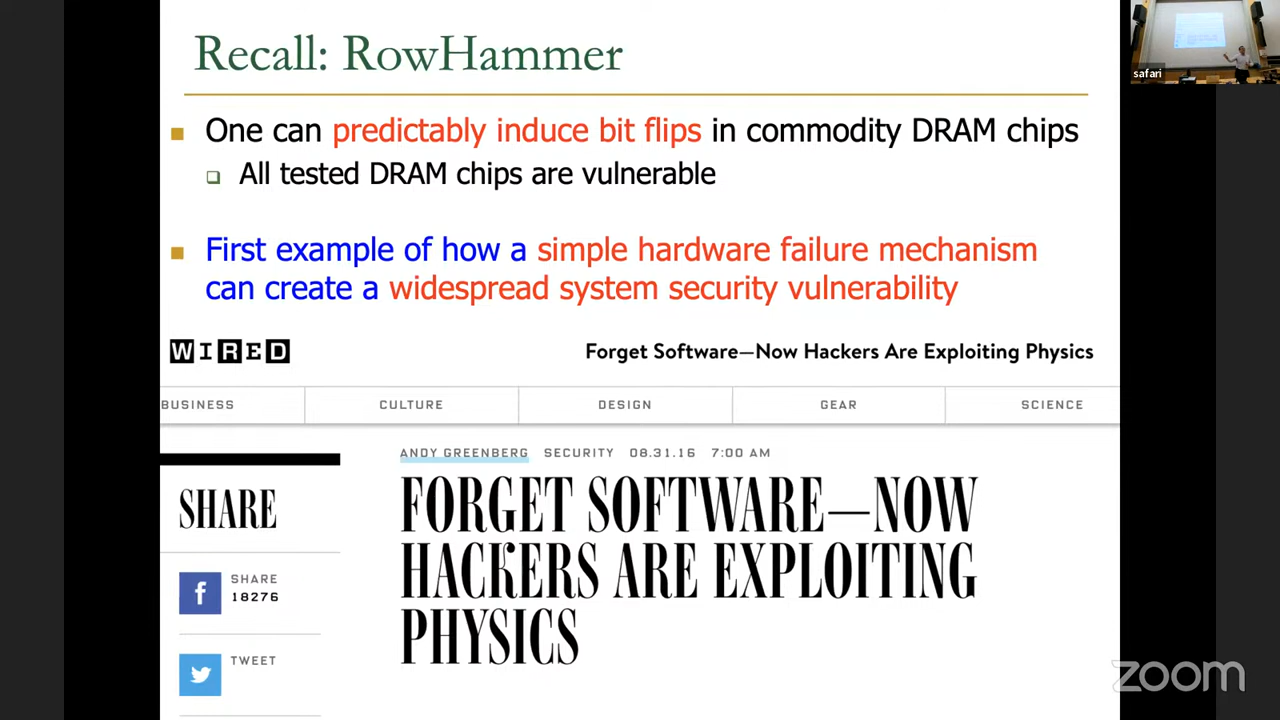 Recall: RowHammer
One can predictably induce bit flips in commodity DRAM chips
All tested DRAM chips are vulnerable
First example of how a simple hardware failure mechanism
can create a widespread system security vulnerability
WIRED
Forget Software—Now Hackers Are Exploiting Physics
BUSINESS
CULTURE
DESIGN
GEAR
SCIENCE
ANDY GREENBERG SECURITY 08.31.16 7:00 AM
FORGET SOFTWARE—NOW
HACKERS ARE EXPLOITING
PHYSICS
SHARE
SHARE
18276
TWEET
safari
zoom